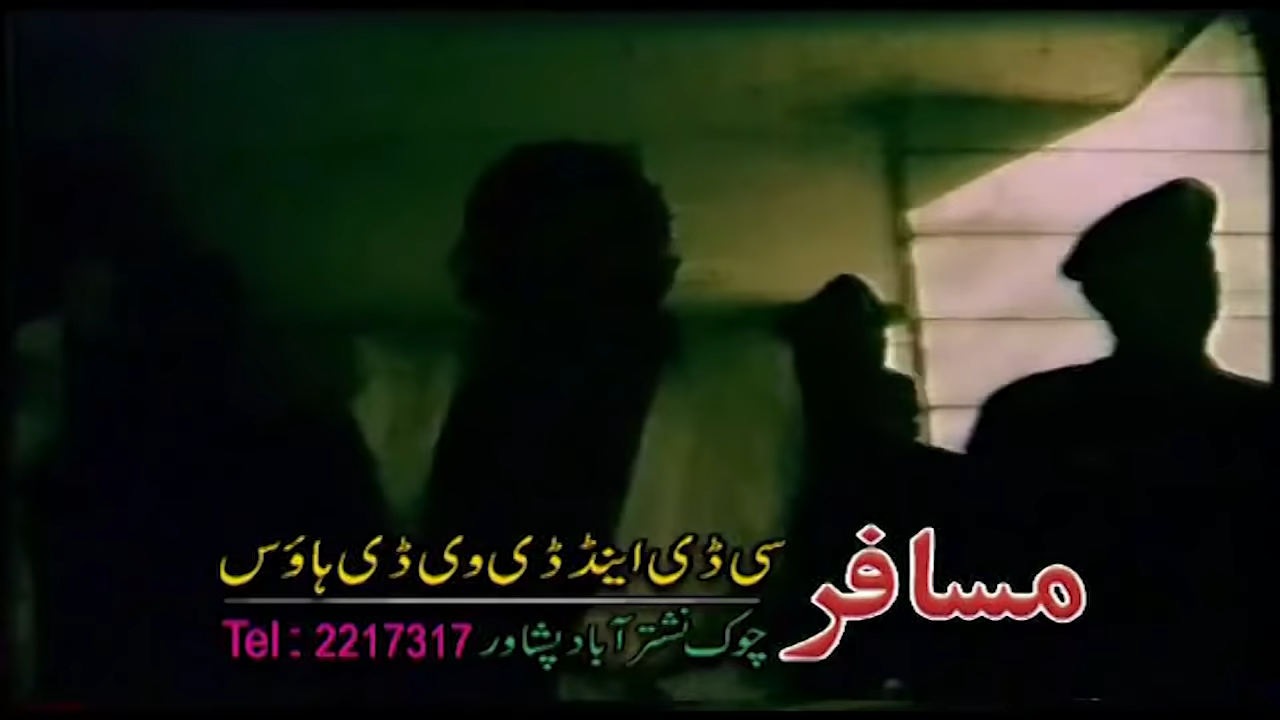 مسافر
سی ڈی اینڈ ڈی وی ڈی ہاؤس
چوک نشتر آباد پشاور Tel : 2217317